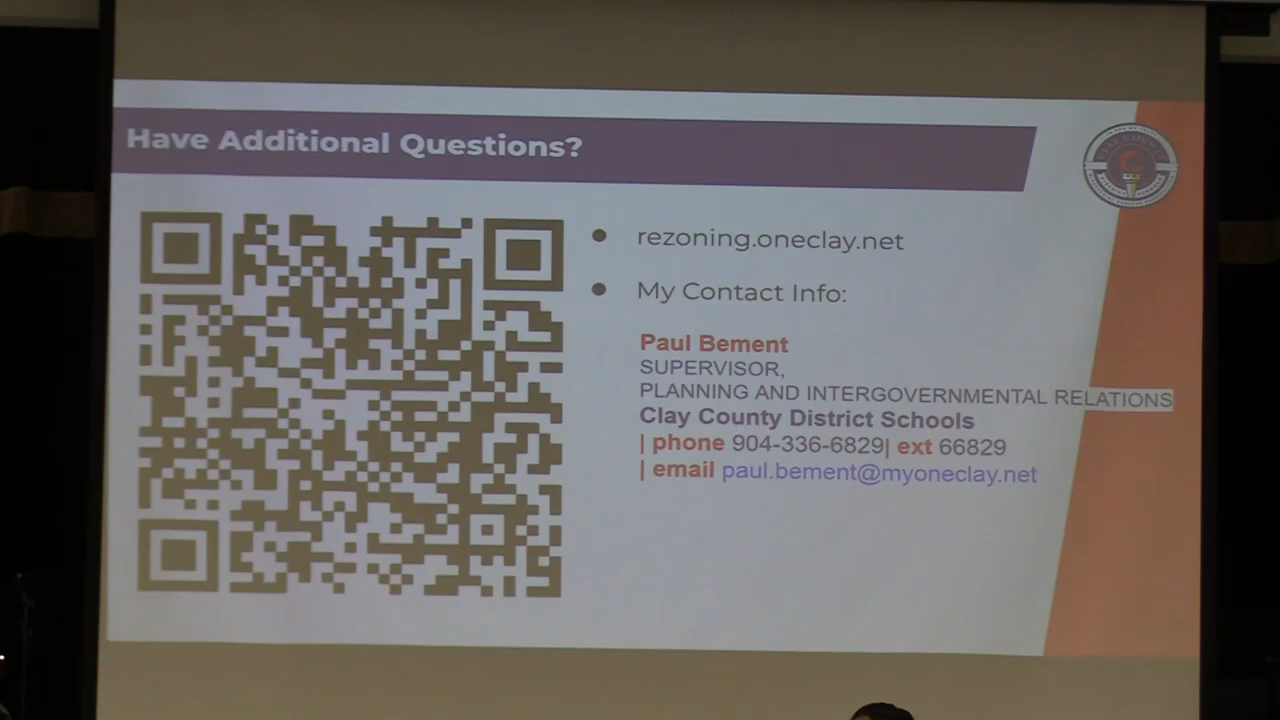 Have Additional Questions?
● rezoning.oneclay.net
● My Contact Info:
Paul Bement
SUPERVISOR,
PLANNING AND INTERGOVERNMENTAL RELATIONS
Clay County District Schools
| phone 904-336-6829| ext 66829
| email paul.bement@myoneclay.net